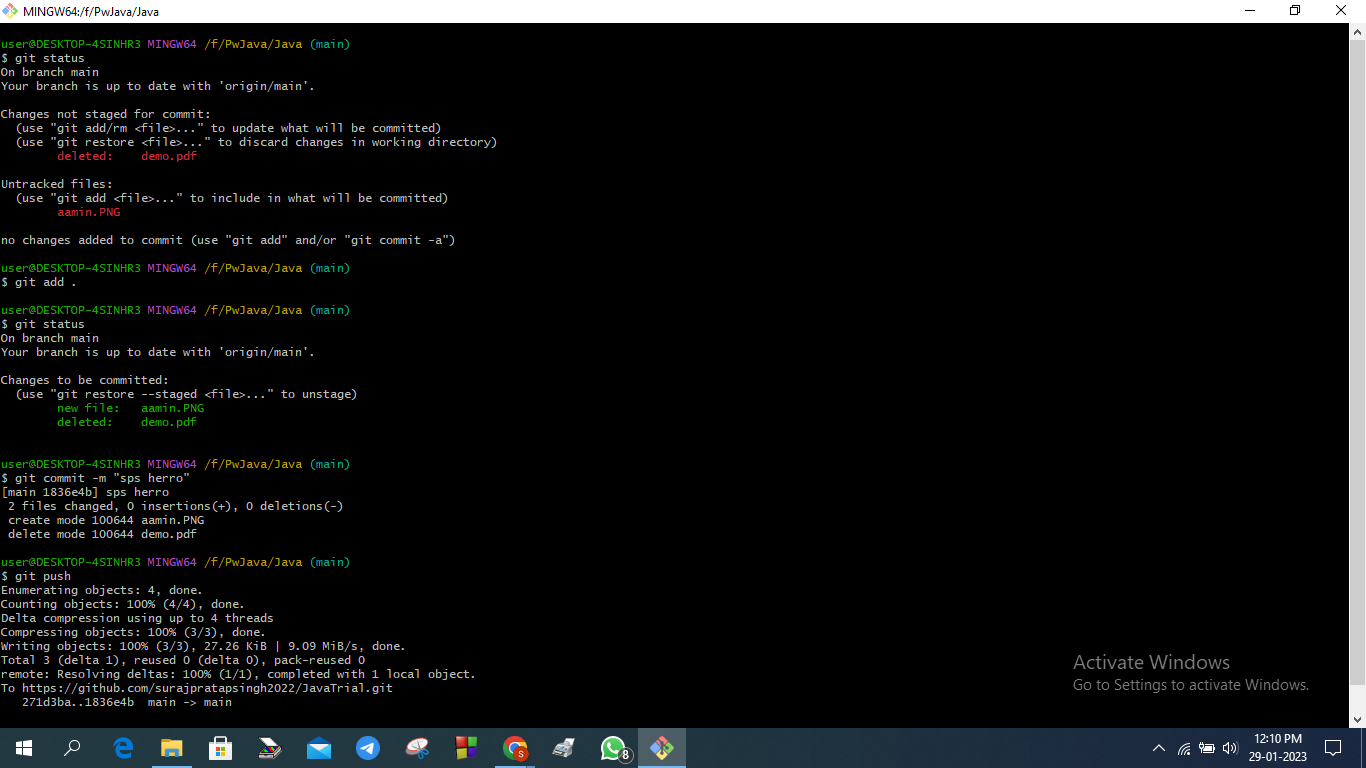 MINGW64:/f/PwJava/Java
user@DESKTOP-4SINHR3 MINGW64 /f/PwJava/Java (main)
$ git status
On branch main
Your branch is up to date with 'origin/main'.
Changes not staged for commit:
  (use "git add/rm <file>..." to update what will be committed)
  (use "git restore <file>..." to discard changes in working directory)
        deleted:    demo.pdf
Untracked files:
  (use "git add <file>..." to include in what will be committed)
        aamin.PNG
no changes added to commit (use "git add" and/or "git commit -a")
user@DESKTOP-4SINHR3 MINGW64 /f/PwJava/Java (main)
$ git add .
user@DESKTOP-4SINHR3 MINGW64 /f/PwJava/Java (main)
$ git status
On branch main
Your branch is up to date with 'origin/main'.
Changes to be committed:
  (use "git restore --staged <file>..." to unstage)
        new file:   aamin.PNG
        deleted:    demo.pdf
user@DESKTOP-4SINHR3 MINGW64 /f/PwJava/Java (main)
$ git commit -m "sps herro"
[main 1836e4b] sps herro
 2 files changed, 0 insertions(+), 0 deletions(-)
 create mode 100644 aamin.PNG
 delete mode 100644 demo.pdf
user@DESKTOP-4SINHR3 MINGW64 /f/PwJava/Java (main)
$ git push
Enumerating objects: 4, done.
Counting objects: 100% (4/4), done.
Delta compression using up to 4 threads
Compressing objects: 100% (3/3), done.
Writing objects: 100% (3/3), 27.26 KiB | 9.09 MiB/s, done.
Total 3 (delta 1), reused 0 (delta 0), pack-reused 0
remote: Resolving deltas: 100% (1/1), completed with 1 local object.
To https://github.com/surajpratapsingh2022/JavaTrial.git
   271d3ba..1836e4b  main -> main
Activate Windows
Go to Settings to activate Windows.
S
8
12:10 PM
29-01-2023